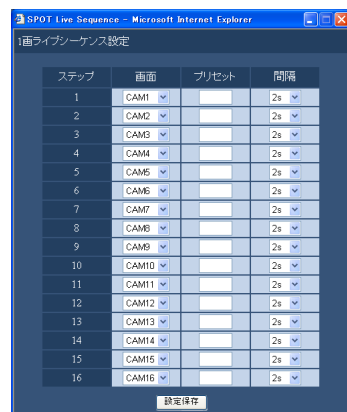 SPOT Live Sequence - Microsoft Internet Explorer
1画ライブシーケンス設定
ステップ 画面 プリセット 間隔
1 CAM1 2s
2 CAM2 2s
3 CAM3 2s
4 CAM4 2s
5 CAM5 2s
6 CAM6 2s
7 CAM7 2s
8 CAM8 2s
9 CAM9 2s
10 CAM10 2s
11 CAM11 2s
12 CAM12 2s
13 CAM13 2s
14 CAM14 2s
15 CAM15 2s
16 CAM16 2s
設定保存